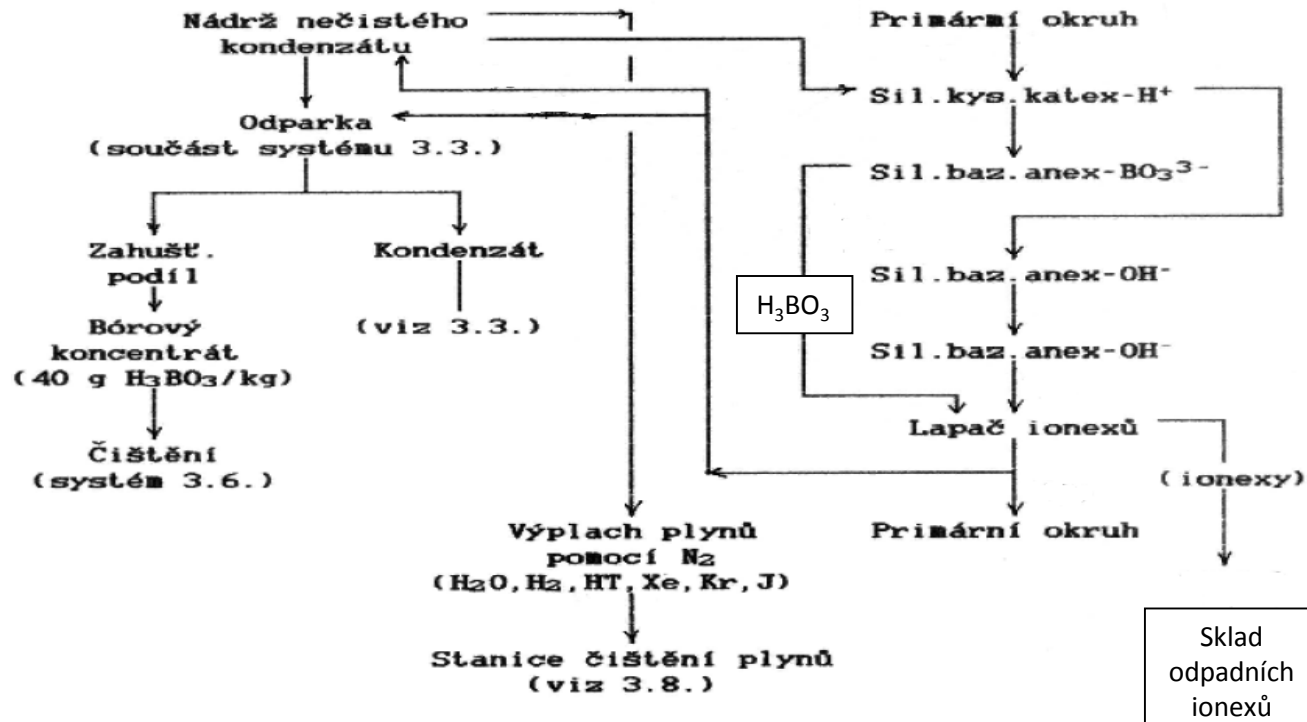 Nádrž nečistého
kondenzátu
Odparka
(součást systému 3.3.)
Zahušť.
podíl
Bórový
koncentrát
(40 g H₃BO₃/kg)
Čištění
(systém 3.6.)
Kondenzát
(viz 3.3.)
Výplach plynů
pomocí N₂
(H₂O,H₂,HT,Xe,Kr,J)
Stanice čištění plynů
(viz 3.8.)
Primármí okruh
Sil.kys.katex-H⁺
Sil.baz.anex-BO₃³⁻
Sil.baz.anex-OH⁻
Sil.baz.anex-OH⁻
H₃BO₃
Lapač ionexů
(ionexy)
Primární okruh
Sklad
odpadních
ionexů